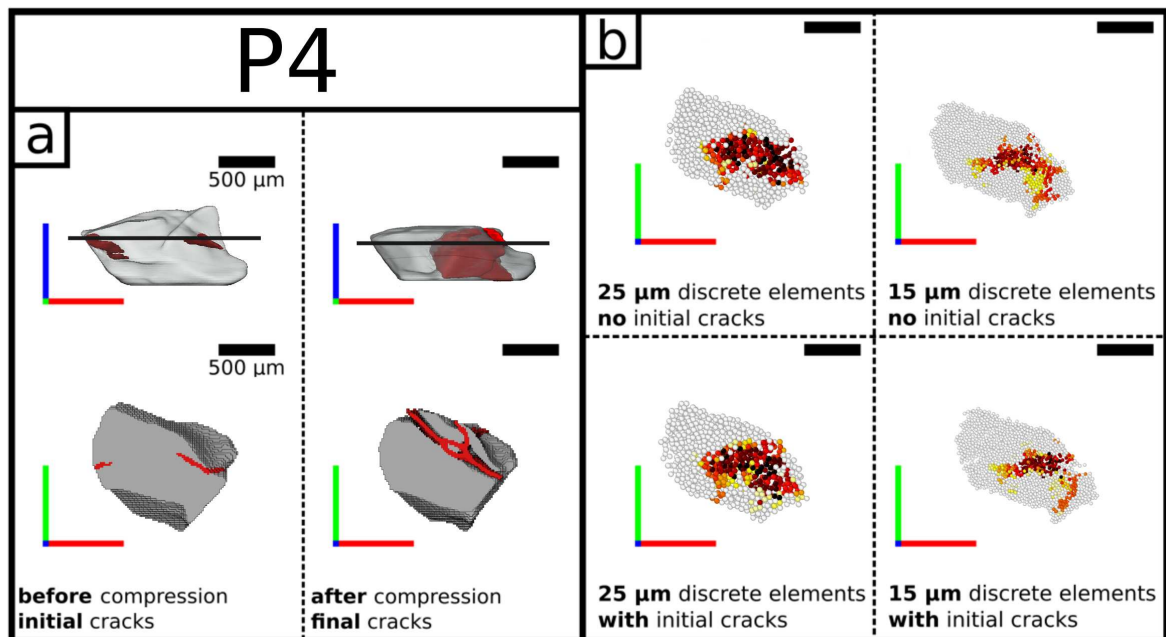 P4
a
500 μm
500 μm
before compression
initial cracks
after compression
final cracks
b
25 μm discrete elements
no initial cracks
15 μm discrete elements
no initial cracks
25 μm discrete elements
with initial cracks
15 μm discrete elements
with initial cracks